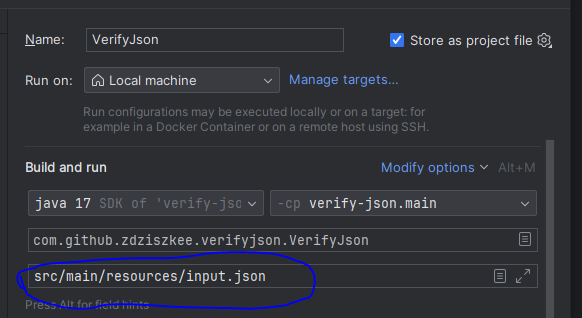 Name: VerifyJson Store as project file
Run on: Local machine Manage targets...
Run configurations may be executed locally or on a target: for
example in a Docker Container or on a remote host using SSH.
Build and run Modify options Alt+M
java 17 SDK of 'verify-jso -cp verify-json.main
com.github.zdziszkee.verifyjson.VerifyJson
src/main/resources/input.json
Press Alt for field hints